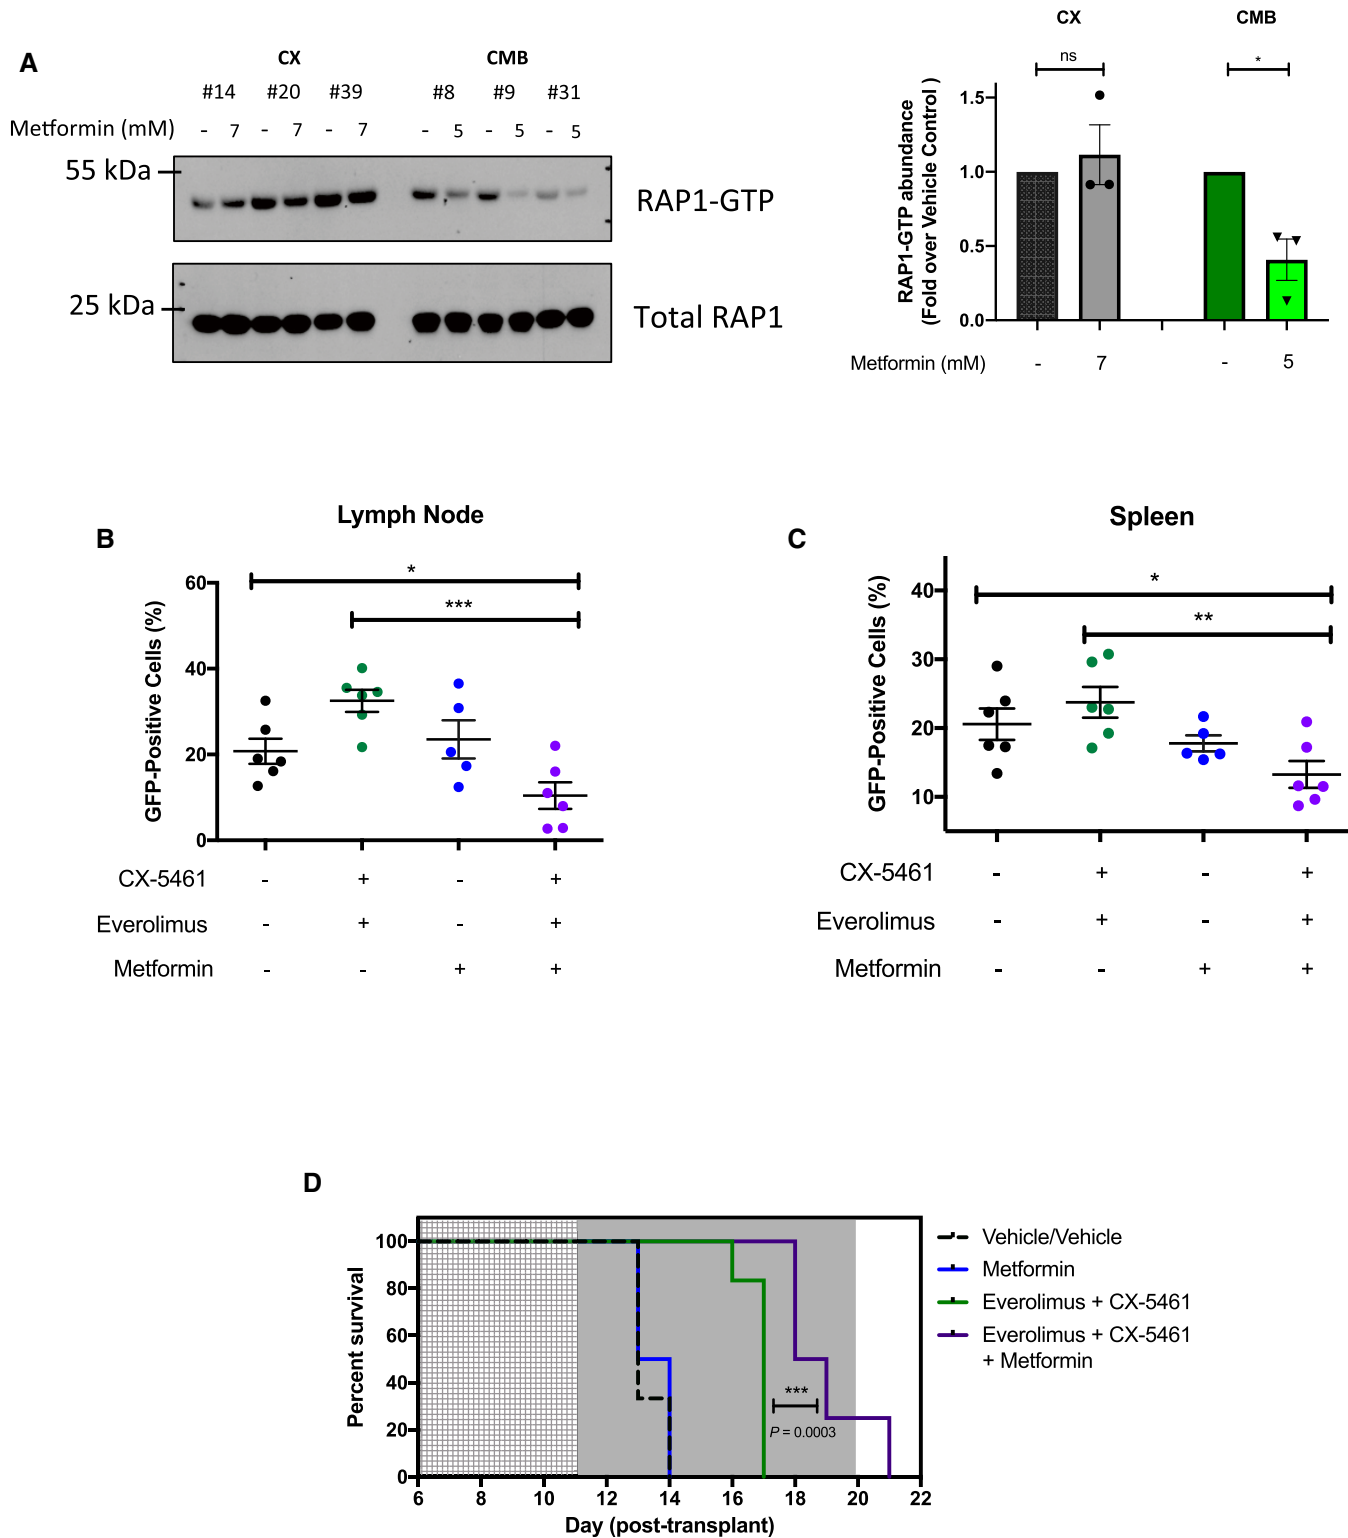 A
CX CMB
#14 #20 #39 #8 #9 #31
Metformin (mM) - 7 - 7 - 7 - 5 - 5 - 5
55 kDa
RAP1-GTP
25 kDa
Total RAP1
CX CMB
ns *
RAP1-GTP abundance
(Fold over Vehicle Control )
1.5
1.0
0.5
0.0
Metformin (mM) - 7 - 5
B
Lymph Node
*
***
GFP-Positive Cells (%)
60
40
20
0
CX-5461 - + - +
Everolimus - + - +
Metformin - - + +
C
Spleen
*
**
GFP-Positive Cells (%)
40
30
20
10
CX-5461 - + - +
Everolimus - + - +
Metformin - - + +
D
Percent survival
100
80
60
40
20
0
***
P = 0.0003
6 8 10 12 14 16 18 20 22
Day (post-transplant)
Vehicle/Vehicle
Metformin
Everolimus + CX-5461
Everolimus + CX-5461
+ Metformin